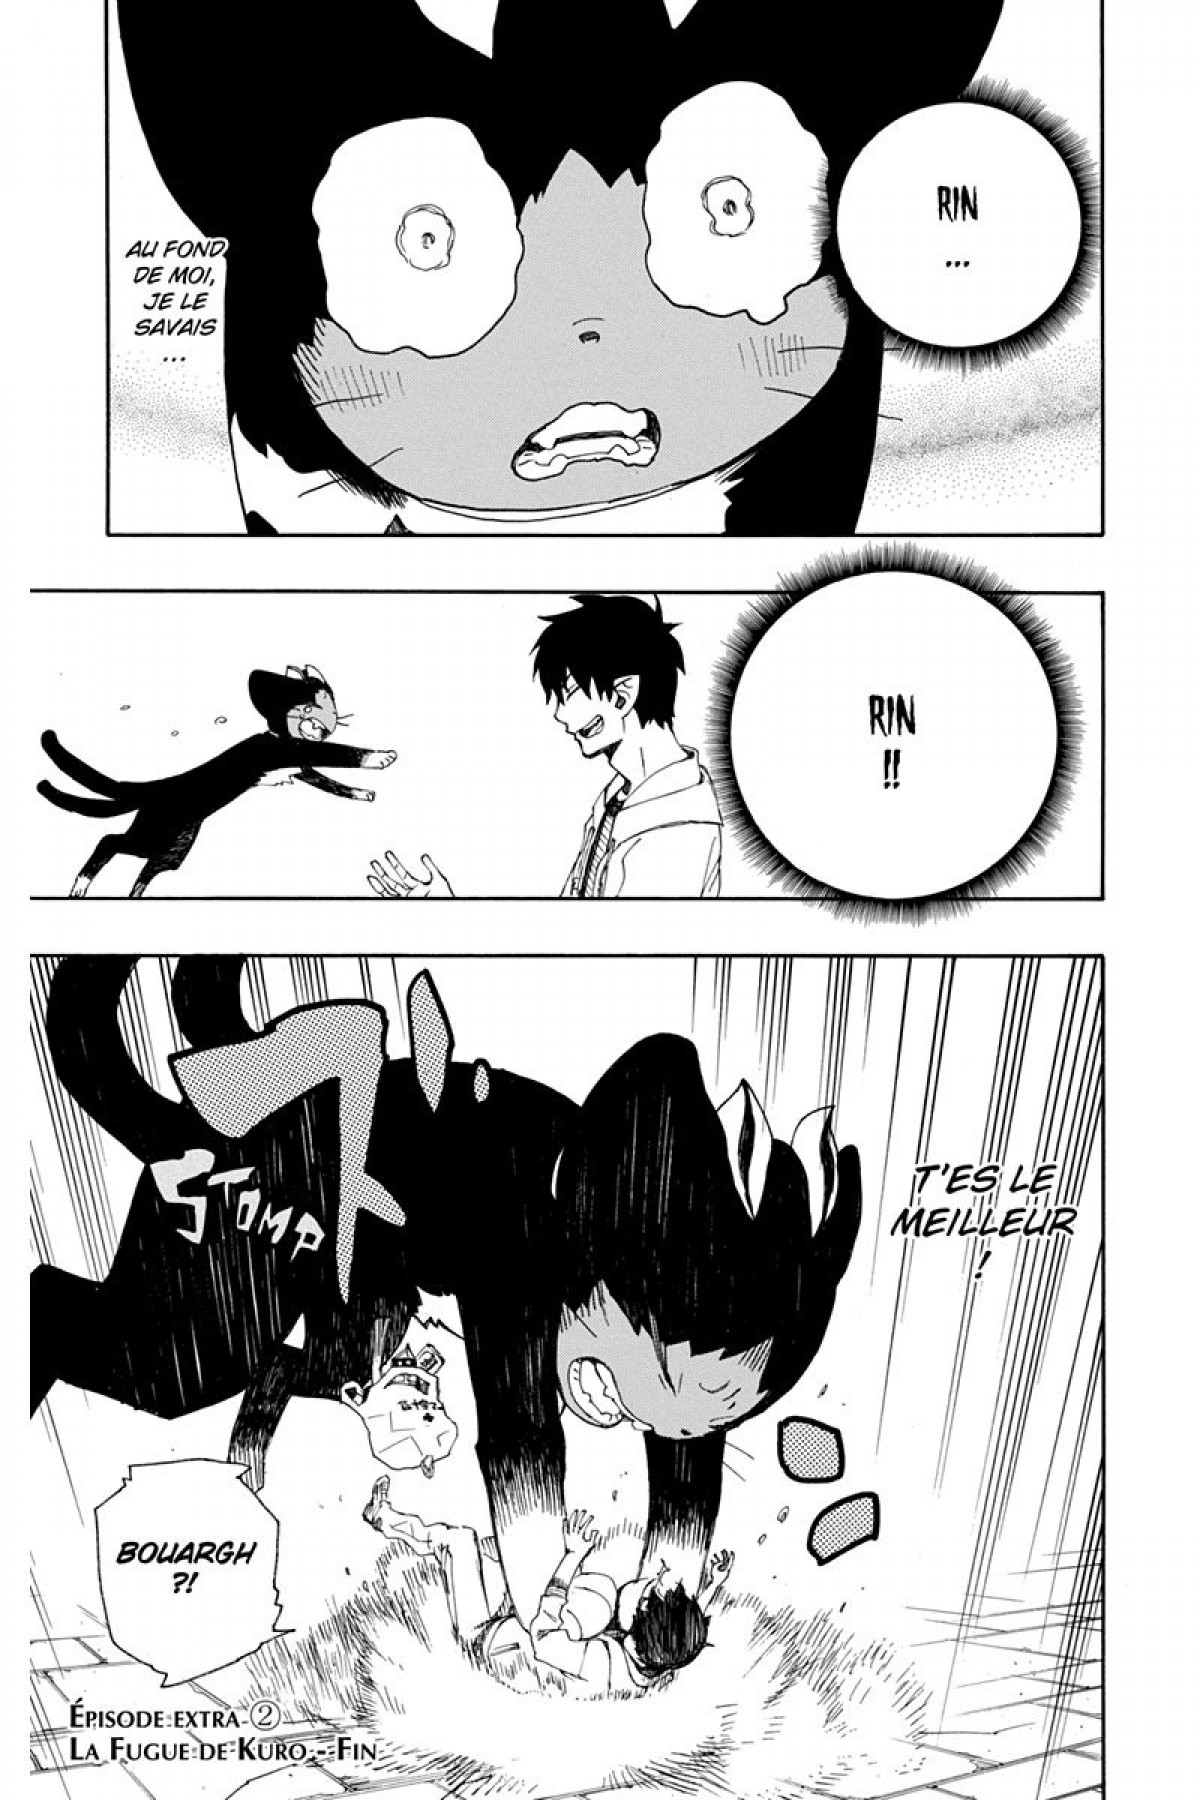 RIN
...
AU FOND
DE MOI,
JE LE
SAVAIS
...
RIN
!!
T'ES LE
MEILLEUR
!
STOMP
BOUARGH
?!
ÉPISODE EXTRA ②
LA FUGUE DE KURO - FIN